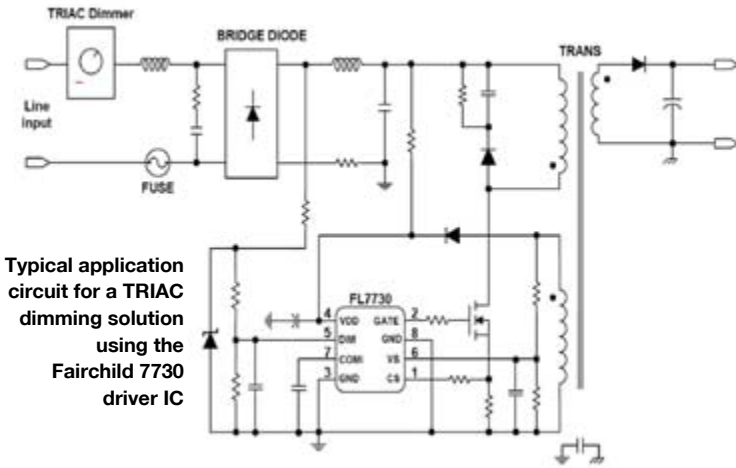 TRIAC Dimmer
BRIDGE DIODE
TRANS
Line
input
FUSE
Typical application
circuit for a TRIAC
dimming solution
using the
Fairchild 7730
driver IC
FL7730
4 VDD GATE 2
5 DIM GND 8
7 COMI VS 6
3 GND CS 1